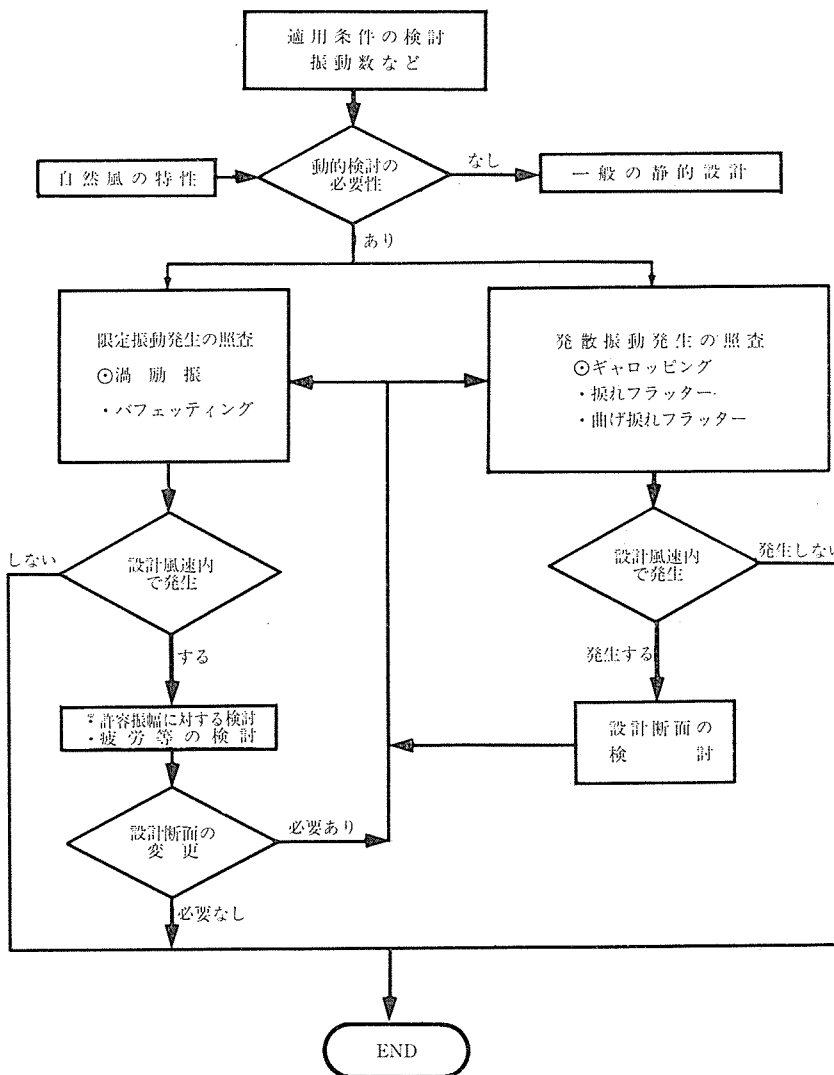 適用条件の検討
振動数など
自然風の特性
動的検討の
必要性
なし
一般の静的設計
あり
限定振動発生の照査
⊙渦励振
・バフェッティング
発散振動発生の照査
⊙ギャロッピング
・捩れフラッター
・曲げ捩れフラッター
しない
設計風速内
で発生
設計風速内
で発生
発生しない
する
発生する
・許容振幅に対する検討
・疲労等の検討
設計断面の
検討
設計断面の
変更
必要あり
必要なし
END